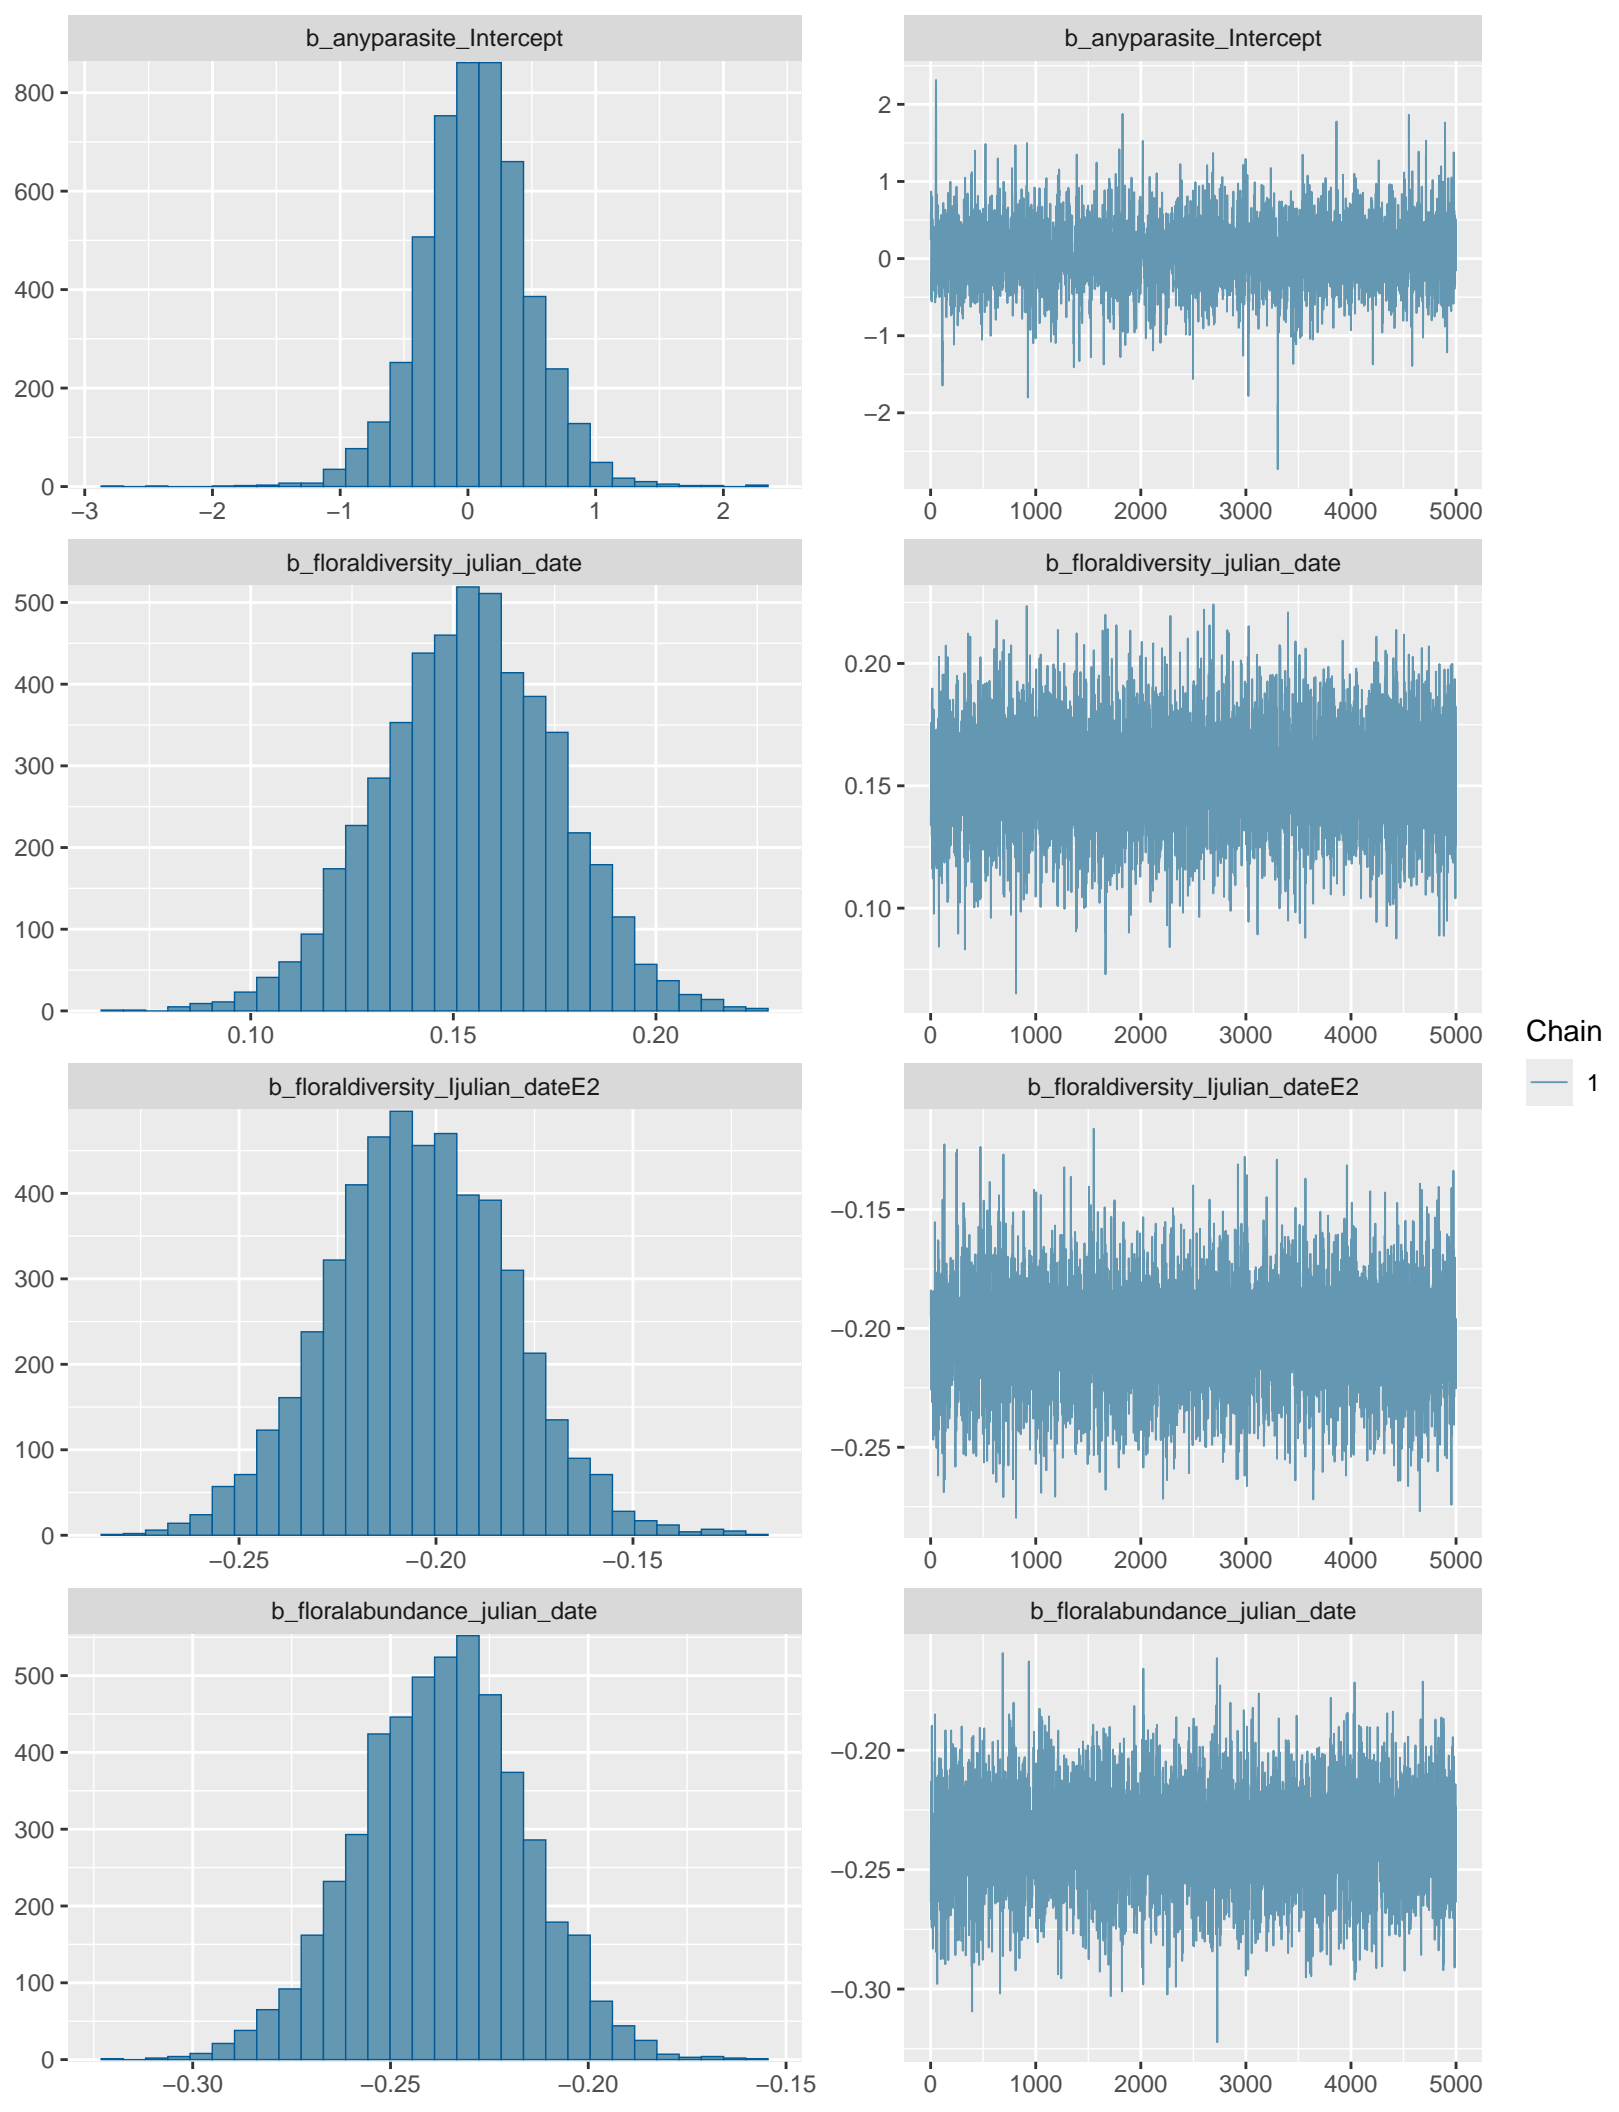 b_anyparasite_Intercept
800
600
400
200
0
−3 −2 −1 0 1 2
b_anyparasite_Intercept
2
1
0
−1
−2
0 1000 2000 3000 4000 5000
b_floraldiversity_julian_date
500
400
300
200
100
0
0.10 0.15 0.20
b_floraldiversity_julian_date
0.20
0.15
0.10
0 1000 2000 3000 4000 5000
b_floraldiversity_Ijulian_dateE2
400
300
200
100
0
−0.25 −0.20 −0.15
b_floraldiversity_Ijulian_dateE2
−0.15
−0.20
−0.25
0 1000 2000 3000 4000 5000
b_floralabundance_julian_date
500
400
300
200
100
0
−0.30 −0.25 −0.20 −0.15
b_floralabundance_julian_date
−0.20
−0.25
−0.30
0 1000 2000 3000 4000 5000
Chain
1